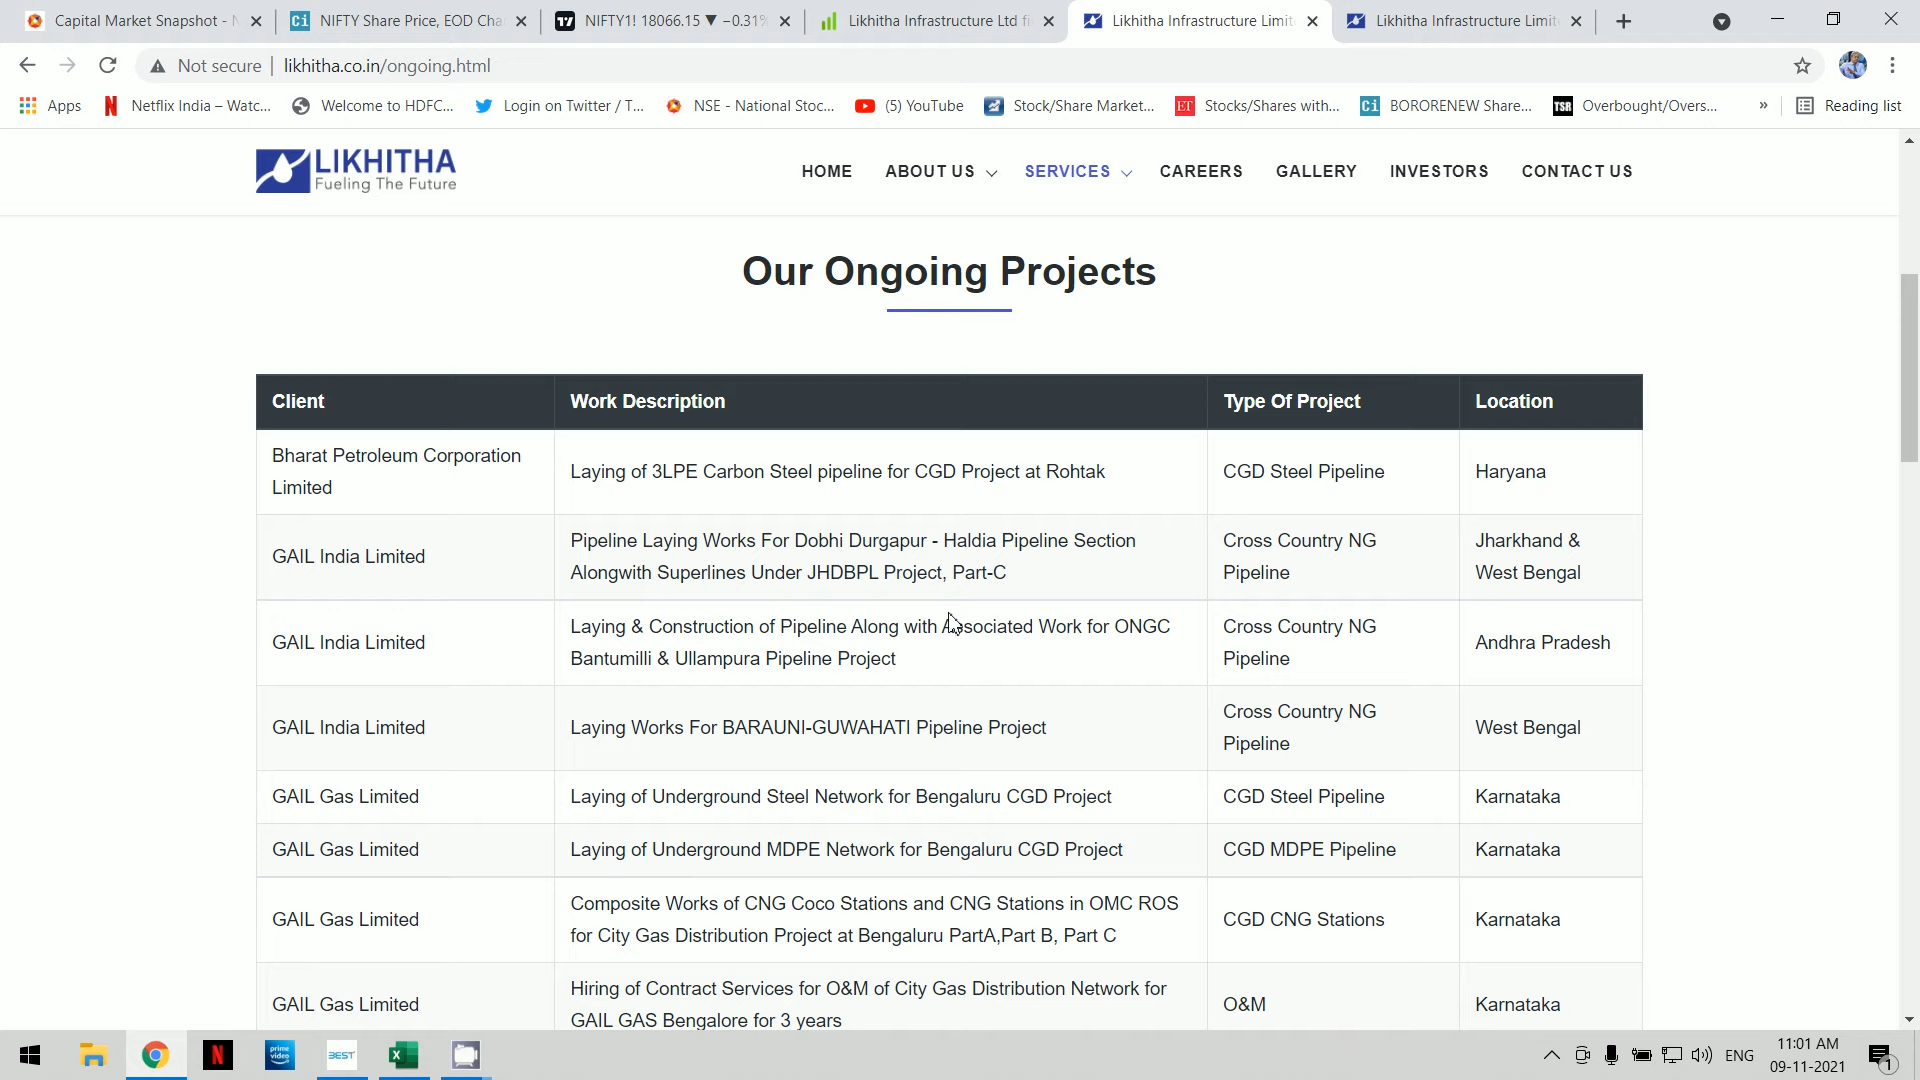 Capital Market Snapshot - N
NIFTY Share Price, EOD Cha
NIFTY1! 18066.15 ▼ −0.31%
Likhitha Infrastructure Ltd fi
Likhitha Infrastructure Limit
Likhitha Infrastructure Limit
Not secure | likhitha.co.in/ongoing.html
Apps
Netflix India – Watc...
Welcome to HDFC...
Login on Twitter / T...
NSE - National Stoc...
(5) YouTube
Stock/Share Market...
ET Stocks/Shares with...
Ci BORORENEW Share...
TSR Overbought/Overs...
»
Reading list
LIKHITHA
Fueling The Future
HOME
ABOUT US
SERVICES
CAREERS
GALLERY
INVESTORS
CONTACT US
Our Ongoing Projects
Client Work Description Type Of Project Location
Bharat Petroleum Corporation
Limited
Laying of 3LPE Carbon Steel pipeline for CGD Project at Rohtak
CGD Steel Pipeline
Haryana
GAIL India Limited
Pipeline Laying Works For Dobhi Durgapur - Haldia Pipeline Section
Alongwith Superlines Under JHDBPL Project, Part-C
Cross Country NG
Pipeline
Jharkhand &
West Bengal
GAIL India Limited
Laying & Construction of Pipeline Along with Associated Work for ONGC
Bantumilli & Ullampura Pipeline Project
Cross Country NG
Pipeline
Andhra Pradesh
GAIL India Limited
Laying Works For BARAUNI-GUWAHATI Pipeline Project
Cross Country NG
Pipeline
West Bengal
GAIL Gas Limited
Laying of Underground Steel Network for Bengaluru CGD Project
CGD Steel Pipeline
Karnataka
GAIL Gas Limited
Laying of Underground MDPE Network for Bengaluru CGD Project
CGD MDPE Pipeline
Karnataka
GAIL Gas Limited
Composite Works of CNG Coco Stations and CNG Stations in OMC ROS
for City Gas Distribution Project at Bengaluru PartA,Part B, Part C
CGD CNG Stations
Karnataka
GAIL Gas Limited
Hiring of Contract Services for O&M of City Gas Distribution Network for
GAIL GAS Bengalore for 3 years
O&M
Karnataka
N
prime
video
BEST
ENG
11:01 AM
09-11-2021
1